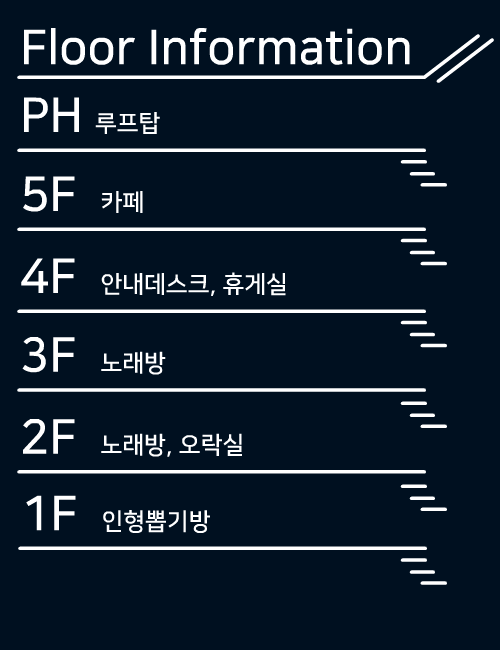 Floor Information
PH 루프탑
5F 카페
4F 안내데스크, 휴게실
3F 노래방
2F 노래방, 오락실
1F 인형뽑기방